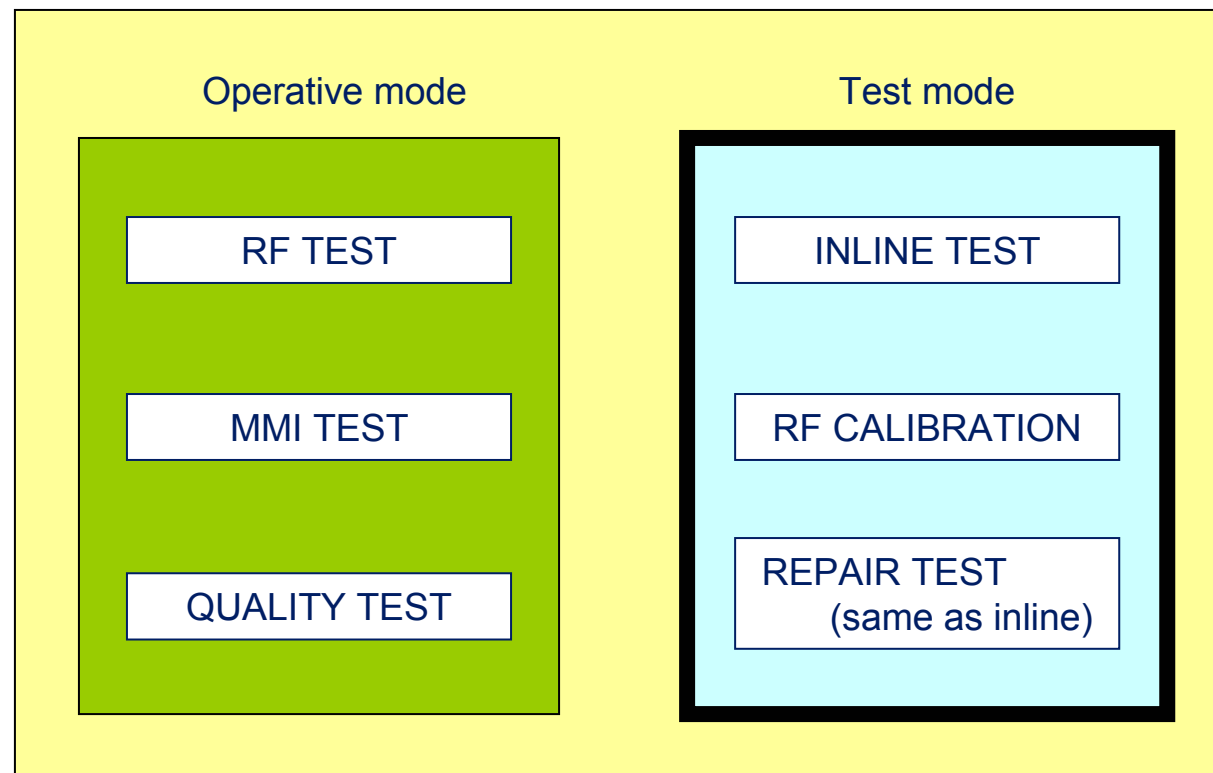 Operative mode
RF TEST
MMI TEST
QUALITY TEST
Test mode
INLINE TEST
RF CALIBRATION
REPAIR TEST
(same as inline)